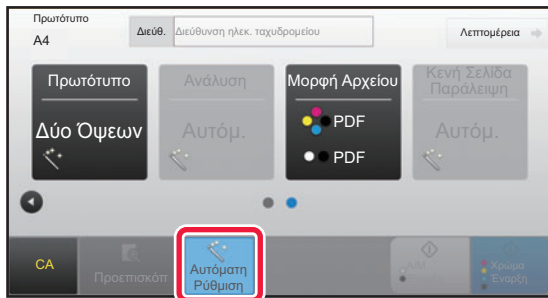 Πρωτότυπο
A4
Διεύθ. Διεύθυνση ηλεκ. ταχυδρομείου
Λεπτομέρεια
Πρωτότυπο
Δύο Όψεων
Ανάλυση
Αυτόμ.
Μορφή Αρχείου
PDF
PDF
Κενή Σελίδα
Παράλειψη
Αυτόμ.
CA
Προεπισκόπ
Αυτόματη
Ρύθμιση
Α/Μ
Χρώμα
Έναρξη